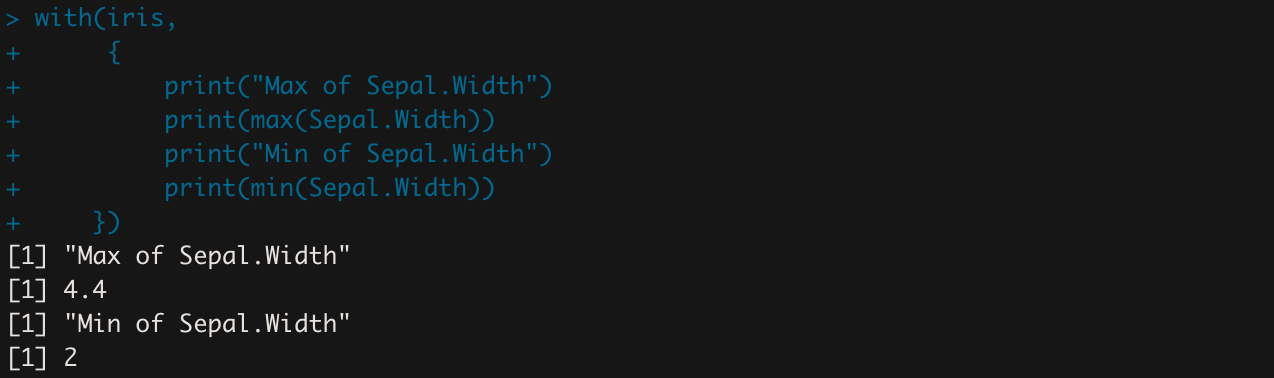 > with(iris,
+      {
+          print("Max of Sepal.Width")
+          print(max(Sepal.Width))
+          print("Min of Sepal.Width")
+          print(min(Sepal.Width))
+     })
[1] "Max of Sepal.Width"
[1] 4.4
[1] "Min of Sepal.Width"
[1] 2